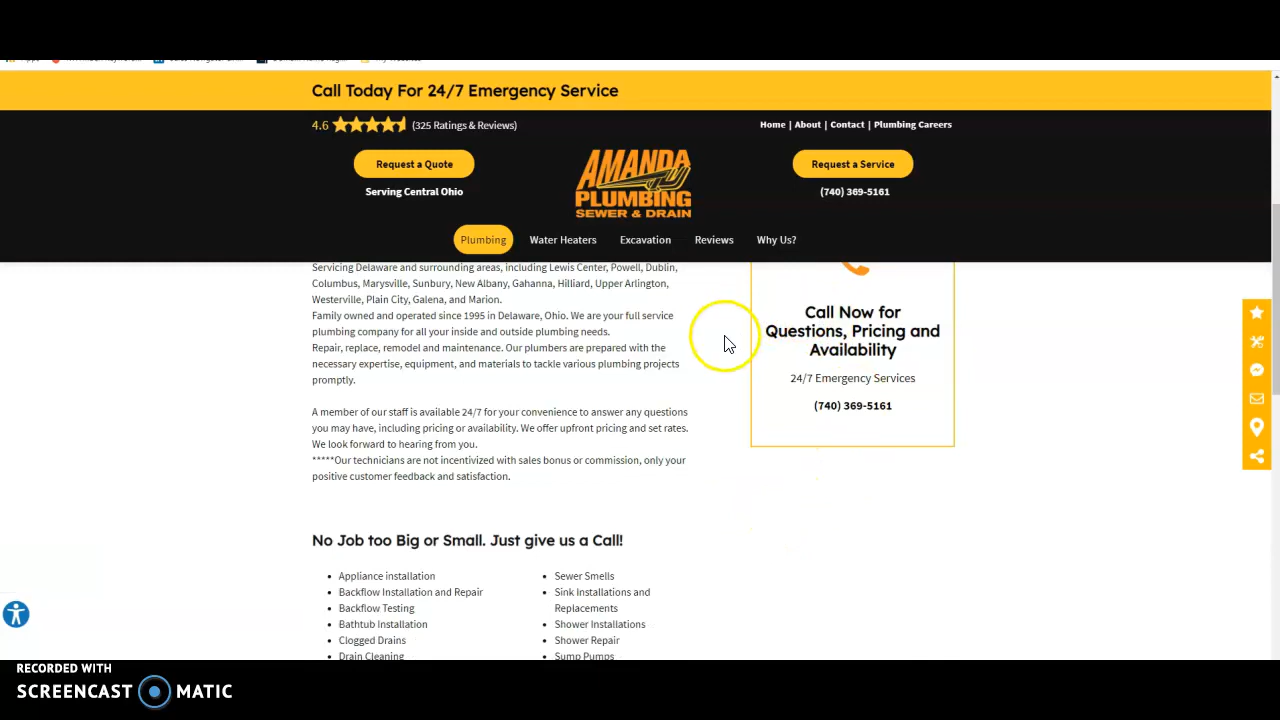 Call Today For 24/7 Emergency Service
4.6 (325 Ratings & Reviews)
Home | About | Contact | Plumbing Careers
Request a Quote
Serving Central Ohio
AMANDA
PLUMBING
SEWER & DRAIN
Request a Service
(740) 369-5161
Plumbing Water Heaters Excavation Reviews Why Us?
Servicing Delaware and surrounding areas, including Lewis Center, Powell, Dublin,
Columbus, Marysville, Sunbury, New Albany, Gahanna, Hilliard, Upper Arlington,
Westerville, Plain City, Galena, and Marion.
Family owned and operated since 1995 in Delaware, Ohio. We are your full service
plumbing company for all your inside and outside plumbing needs.
Repair, replace, remodel and maintenance. Our plumbers are prepared with the
necessary expertise, equipment, and materials to tackle various plumbing projects
promptly.
A member of our staff is available 24/7 for your convenience to answer any questions
you may have, including pricing or availability. We offer upfront pricing and set rates.
We look forward to hearing from you.
*****Our technicians are not incentivized with sales bonus or commission, only your
positive customer feedback and satisfaction.
Call Now for
Questions, Pricing and
Availability
24/7 Emergency Services
(740) 369-5161
No Job too Big or Small. Just give us a Call!
Appliance installation
Backflow Installation and Repair
Backflow Testing
Bathtub Installation
Clogged Drains
Drain Cleaning
Sewer Smells
Sink Installations and
Replacements
Shower Installations
Shower Repair
Sump Pumps
RECORDED WITH
SCREENCAST MATIC